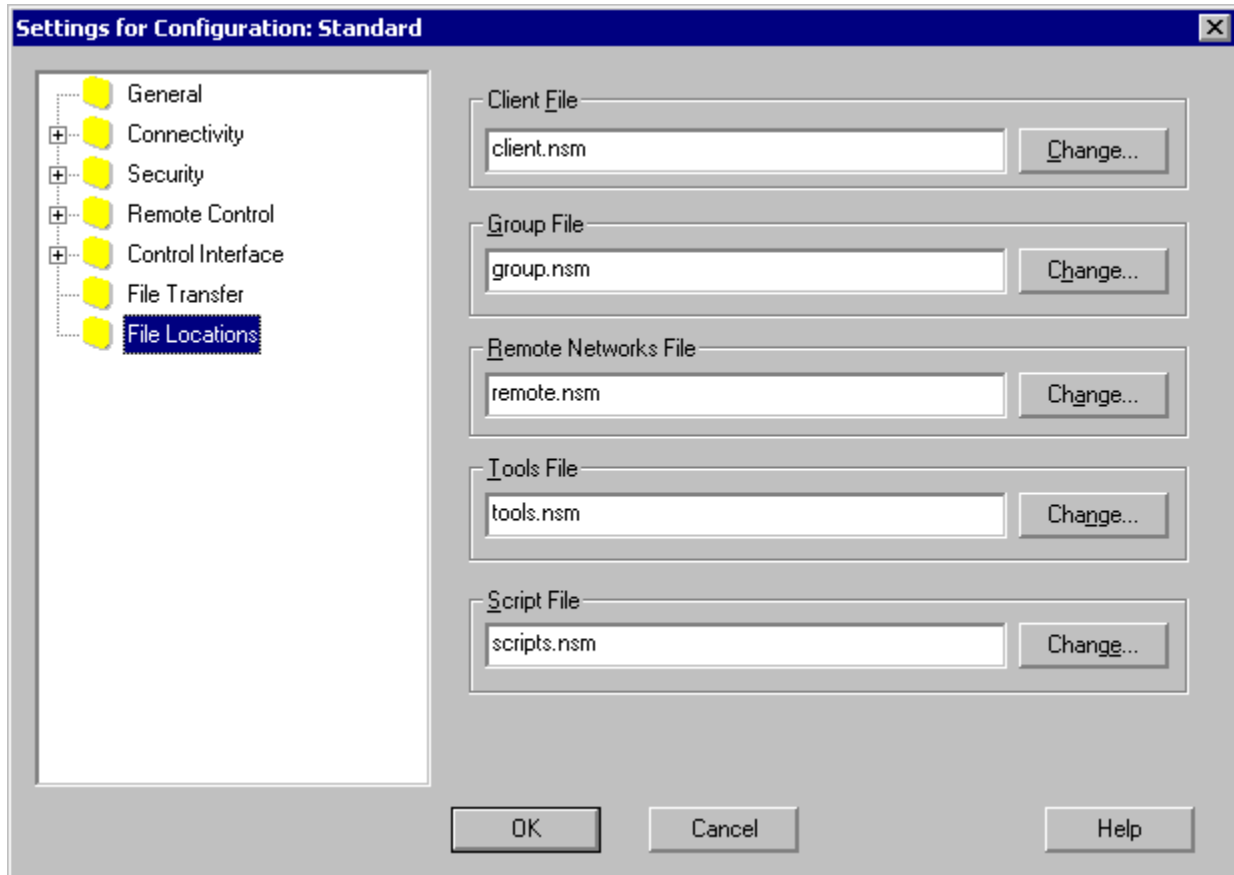 Settings for Configuration: Standard
General
Connectivity
Security
Remote Control
Control Interface
File Transfer
File Locations
Client File
client.nsm
Change...
Group File
group.nsm
Change...
Remote Networks File
remote.nsm
Change...
Tools File
tools.nsm
Change...
Script File
scripts.nsm
Change...
OK
Cancel
Help